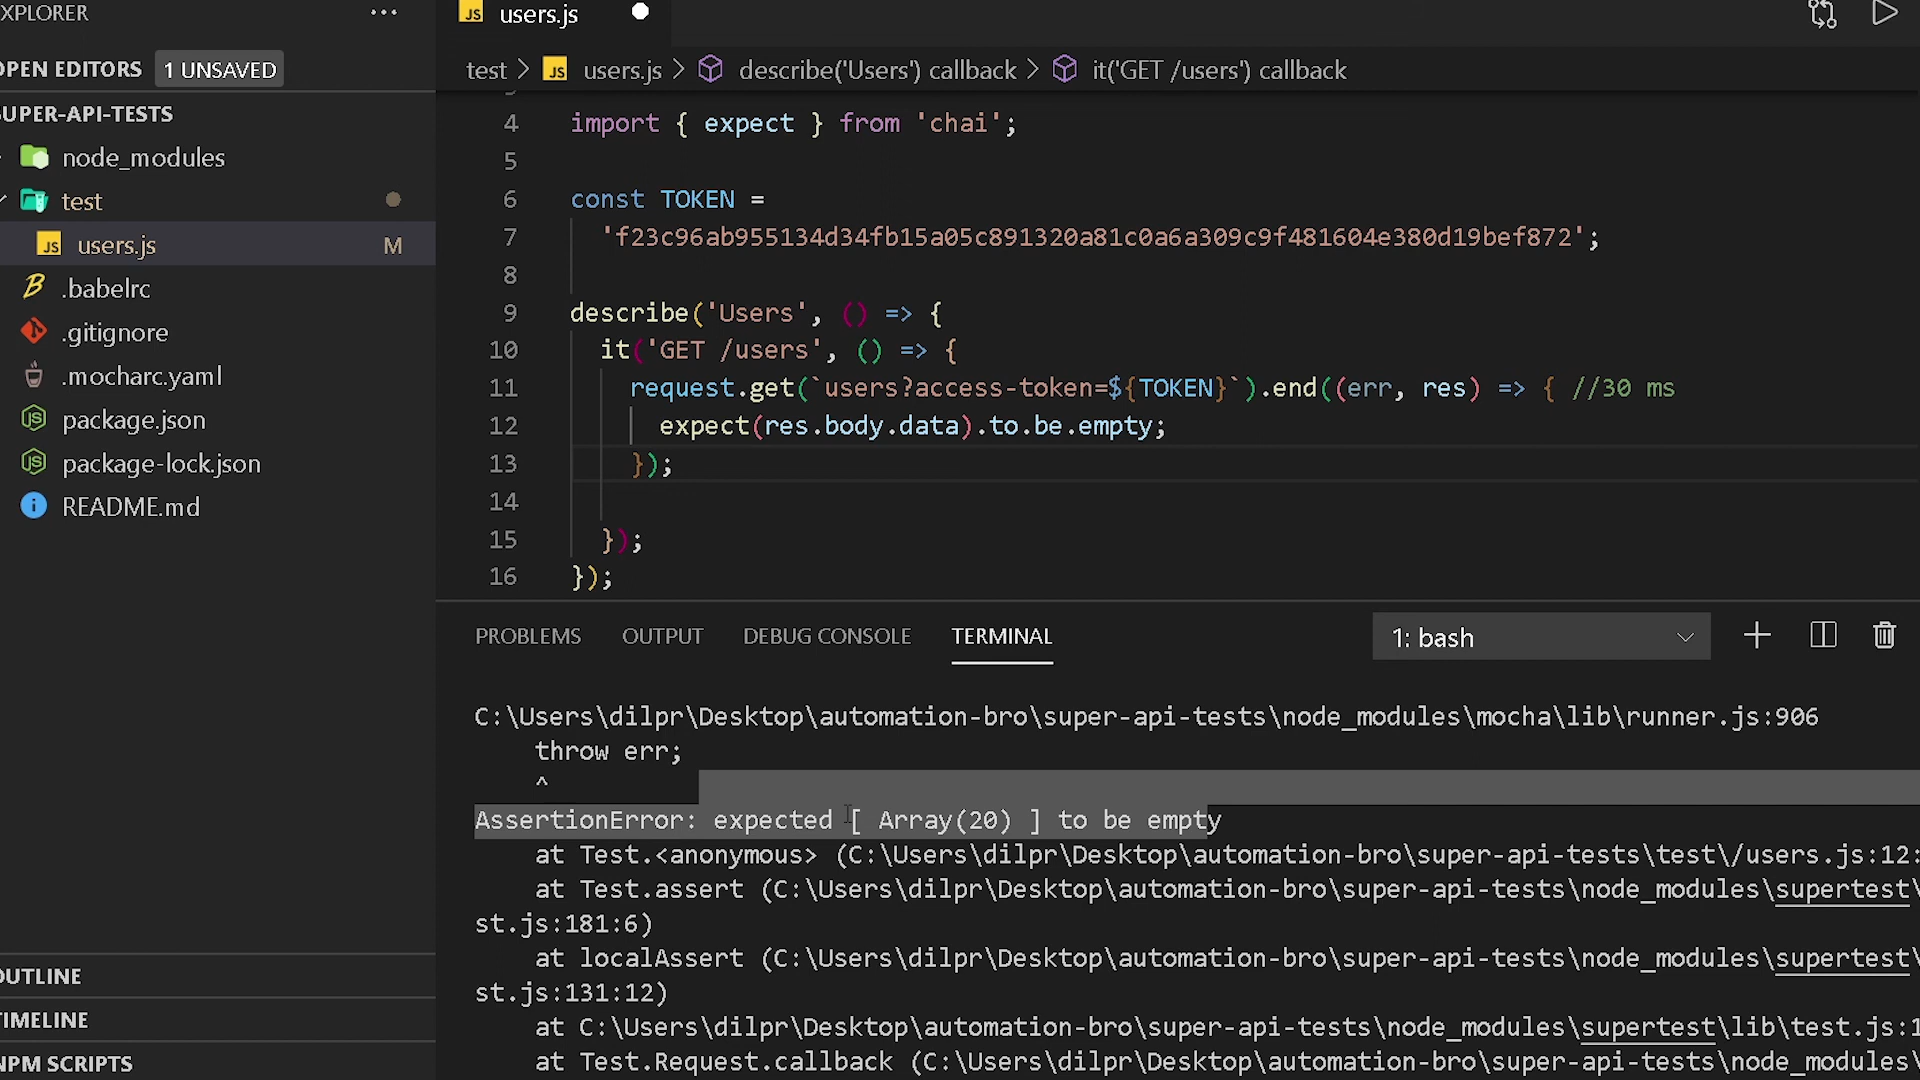 XPLORER
···
JS users.js
OPEN EDITORS 1 UNSAVED
test > JS users.js > describe('Users') callback > it('GET /users') callback
SUPER-API-TESTS
node_modules
test
JS users.js M
.babelrc
.gitignore
.mocharc.yaml
package.json
package-lock.json
README.md
OUTLINE
TIMELINE
NPM SCRIPTS
4 import { expect } from 'chai';
5
6 const TOKEN =
7 'f23c96ab955134d34fb15a05c891320a81c0a6a309c9f481604e380d19bef872';
8
9 describe('Users', () => {
10 it('GET /users', () => {
11 request.get(`users?access-token=${TOKEN}`).end((err, res) => { //30 ms
12 expect(res.body.data).to.be.empty;
13 });
14
15 });
16 });
PROBLEMS OUTPUT DEBUG CONSOLE TERMINAL 1: bash
C:\Users\dilpr\Desktop\automation-bro\super-api-tests\node_modules\mocha\lib\runner.js:906
throw err;
^
AssertionError: expected [ Array(20) ] to be empty
at Test.<anonymous> (C:\Users\dilpr\Desktop\automation-bro\super-api-tests\test\/users.js:12:
at Test.assert (C:\Users\dilpr\Desktop\automation-bro\super-api-tests\node_modules\supertest\
st.js:181:6)
at localAssert (C:\Users\dilpr\Desktop\automation-bro\super-api-tests\node_modules\supertest\
st.js:131:12)
at C:\Users\dilpr\Desktop\automation-bro\super-api-tests\node_modules\supertest\lib\test.js:1
at Test.Request.callback (C:\Users\dilpr\Desktop\automation-bro\super-api-tests\node_modules\